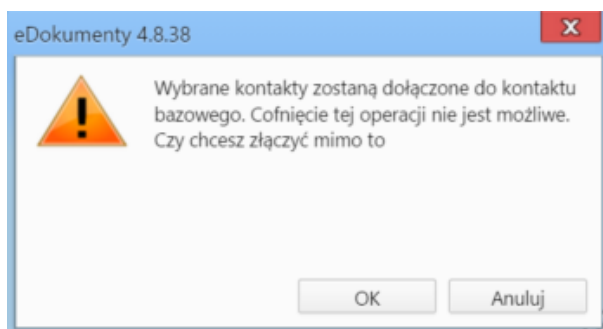 eDokumenty 4.8.38
Wybrane kontakty zostaną dołączone do kontaktu
bazowego. Cofnięcie tej operacji nie jest możliwe.
Czy chcesz złączyć mimo to
OK
Anuluj